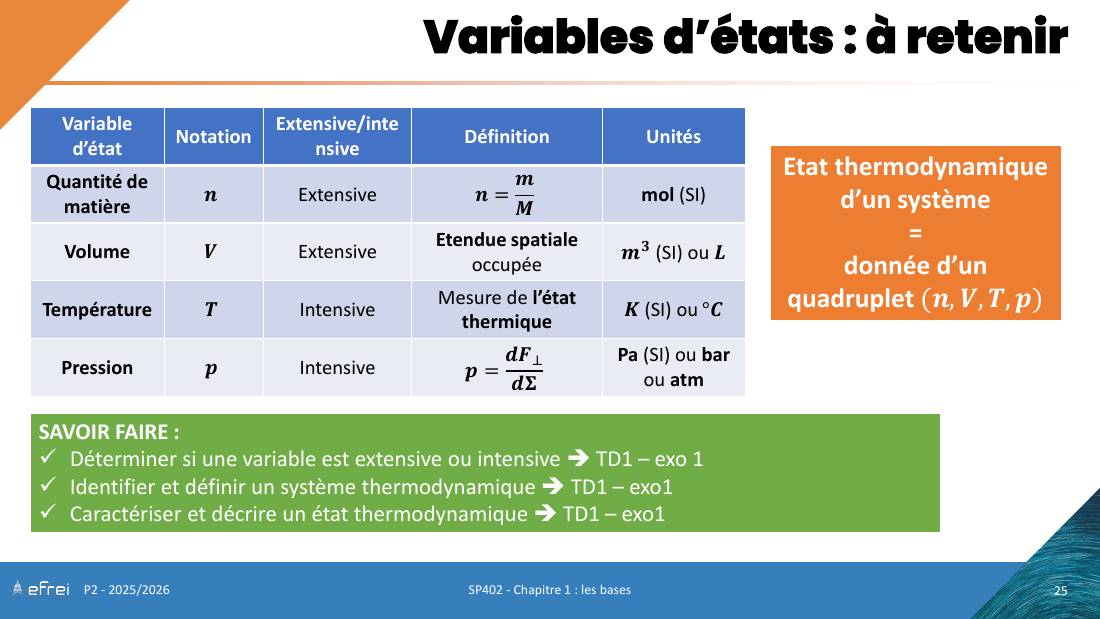 Variables d’états : à retenir
Variable d’état | Notation | Extensive/intensive | Définition | Unités
Quantité de matière | n | Extensive | n = m/M | mol (SI)
Volume | V | Extensive | Etendue spatiale occupée | m³ (SI) ou L
Température | T | Intensive | Mesure de l’état thermique | K (SI) ou °C
Pression | p | Intensive | p = dF⊥/dΣ | Pa (SI) ou bar ou atm
Etat thermodynamique
d’un système
=
donnée d’un
quadruplet (n, V, T, p)
SAVOIR FAIRE :
✓ Déterminer si une variable est extensive ou intensive ➔ TD1 – exo 1
✓ Identifier et définir un système thermodynamique ➔ TD1 – exo1
✓ Caractériser et décrire un état thermodynamique ➔ TD1 – exo1
efrei P2 - 2025/2026
SP402 - Chapitre 1 : les bases
25